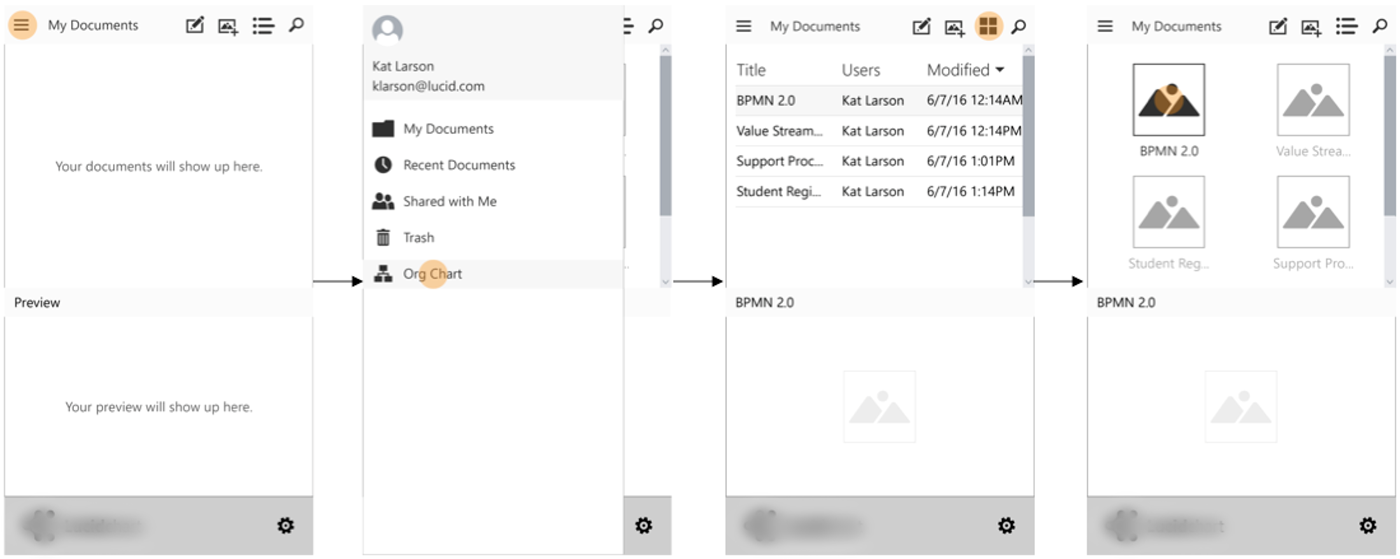 My Documents
Your documents will show up here.
Preview
Your preview will show up here.
Kat Larson
klarson@lucid.com
My Documents
Recent Documents
Shared with Me
Trash
Org Chart
My Documents
Title Users Modified
BPMN 2.0 Kat Larson 6/7/16 12:14AM
Value Stream... Kat Larson 6/7/16 12:14PM
Support Proc... Kat Larson 6/7/16 1:01PM
Student Regi... Kat Larson 6/7/16 1:14PM
BPMN 2.0
My Documents
BPMN 2.0 Value Strea...
Student Reg... Support Pro...
BPMN 2.0